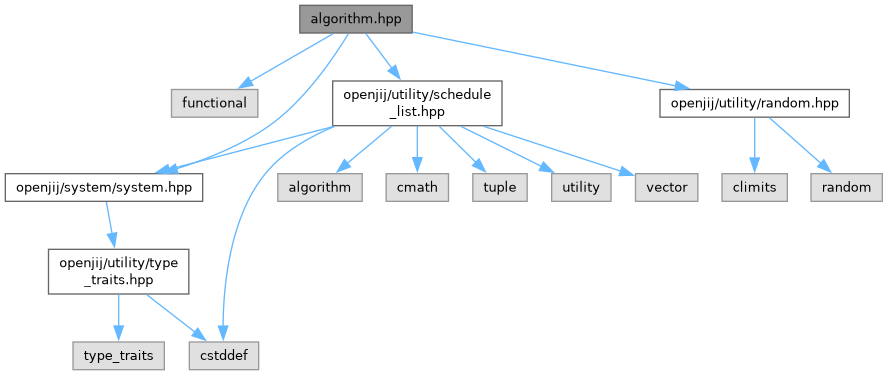 algorithm.hpp
functional
openjij/utility/schedule
_list.hpp
openjij/utility/random.hpp
openjij/system/system.hpp
algorithm
cmath
tuple
utility
vector
climits
random
openjij/utility/type
_traits.hpp
type_traits
cstddef